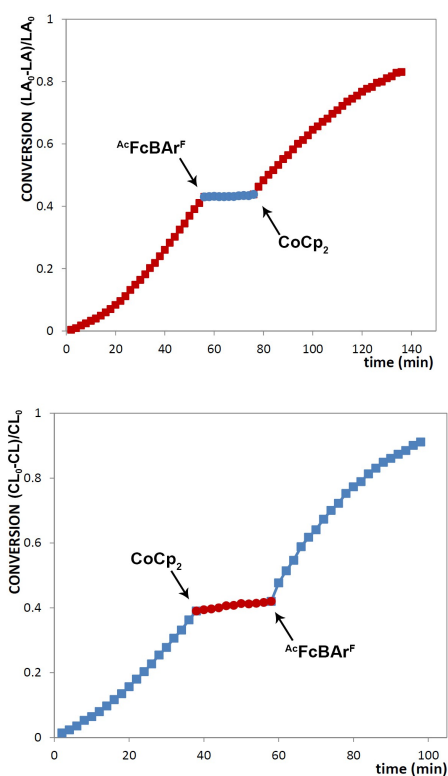 CONVERSION (LA₀-LA)/LA₀
1
0.8
0.6
0.4
0.2
0
ᴬᶜFcBArᶠ
CoCp₂
0 20 40 60 80 100 120 140
time (min)
CONVERSION (CL₀-CL)/CL₀
1
0.8
0.6
0.4
0.2
0
CoCp₂
ᴬᶜFcBArᶠ
0 20 40 60 80 100
time (min)